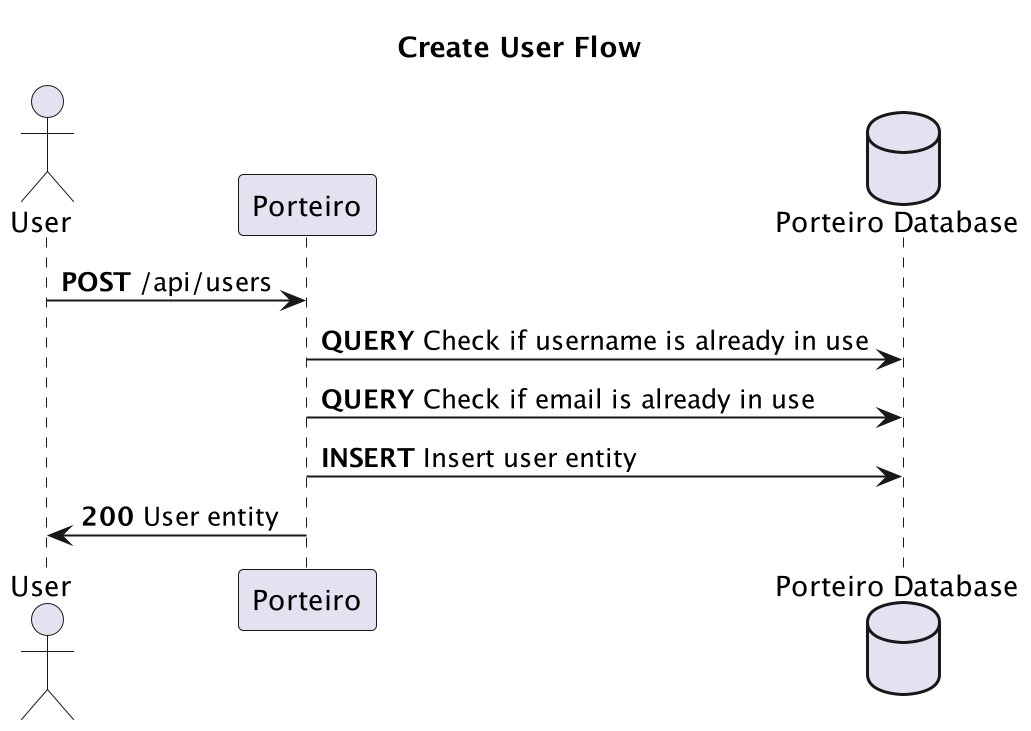 Create User Flow
User
Porteiro
Porteiro Database
POST /api/users
QUERY Check if username is already in use
QUERY Check if email is already in use
INSERT Insert user entity
200 User entity
User
Porteiro
Porteiro Database